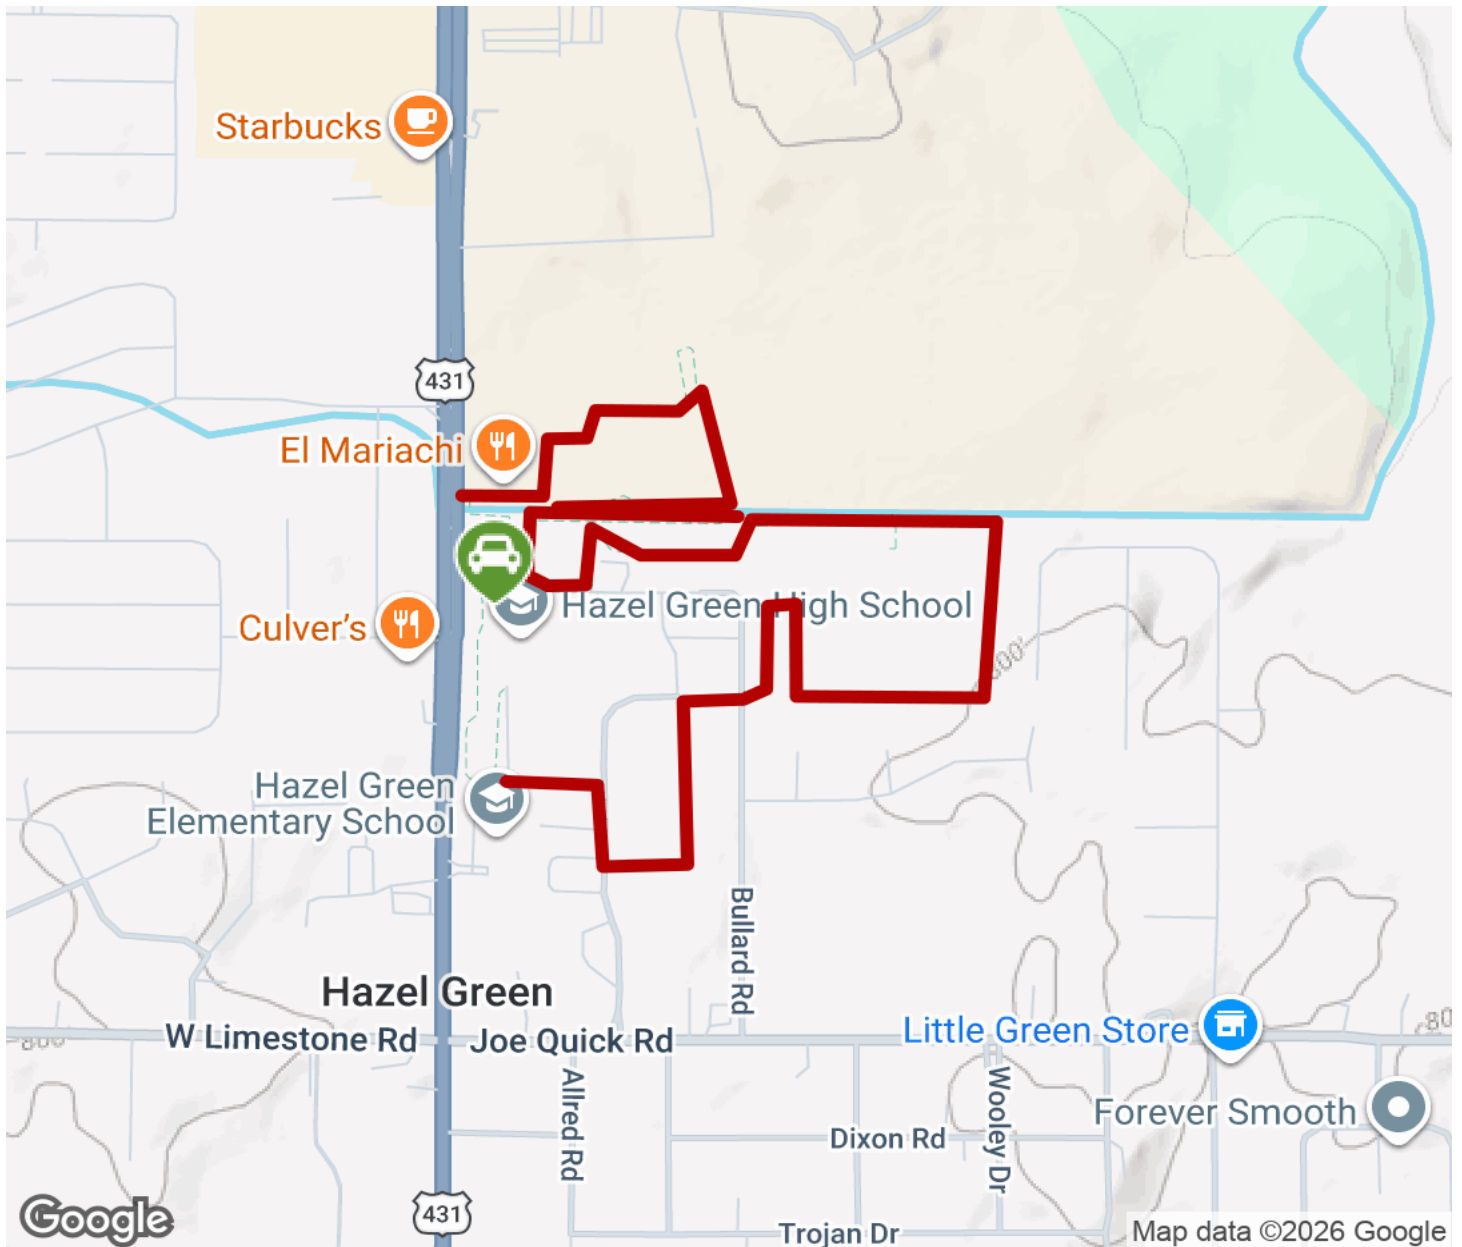 Starbucks
431
El Mariachi
Culver's
Hazel Green High School
800'
Hazel Green
Elementary School
Bullard Rd
Hazel Green
W Limestone Rd
Joe Quick Rd
Little Green Store
Allred Rd
Wooley Dr
Forever Smooth
Dixon Rd
431
Trojan Dr
Google
Map data ©2026 Google